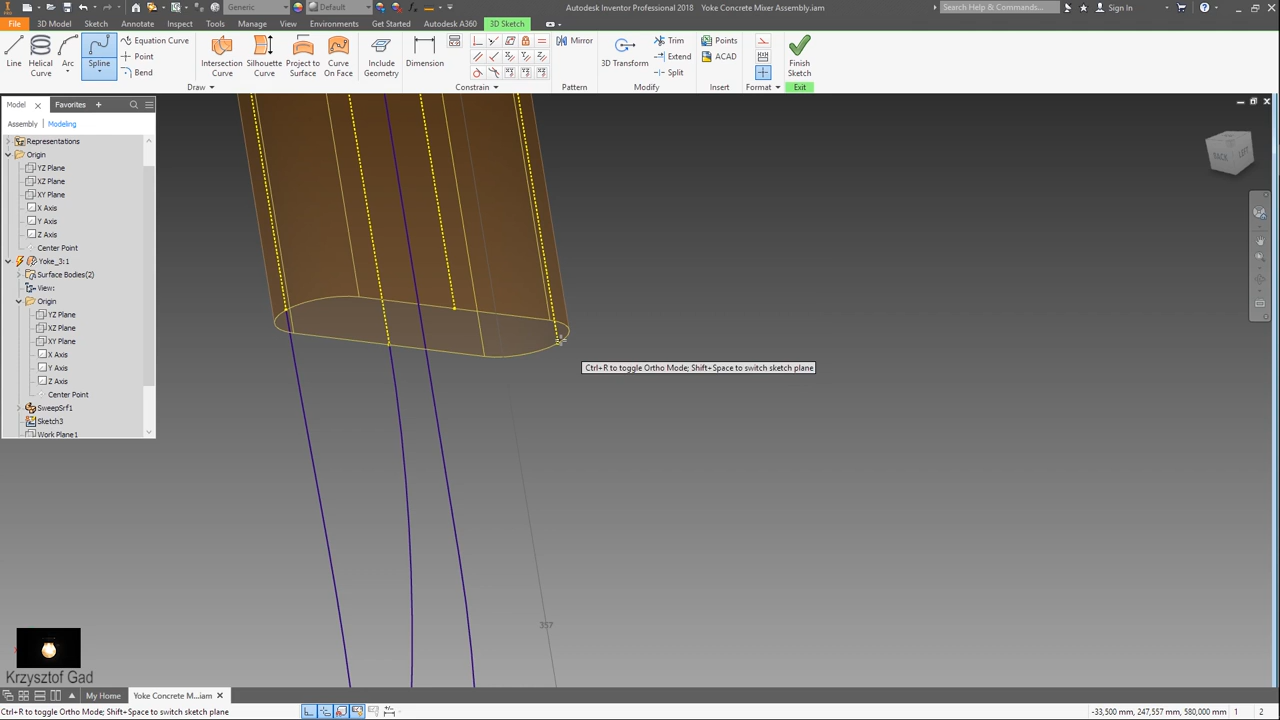 Generic
Default
Autodesk Inventor Professional 2018 Yoke Concrete Mixer Assembly.iam
Search Help & Commands...
Sign In
File
3D Model
Sketch
Annotate
Inspect
Tools
Manage
View
Environments
Get Started
Autodesk A360
3D Sketch
Line
Helical Curve
Arc
Spline
Equation Curve
Point
Bend
Intersection Curve
Silhouette Curve
Project to Surface
Curve On Face
Include Geometry
Dimension
Mirror
3D Transform
Trim
Extend
Split
Points
ACAD
Finish Sketch
Draw
Constrain
Pattern
Modify
Insert
Format
Exit
Model
Favorites
Assembly
Modeling
Representations
Origin
YZ Plane
XZ Plane
XY Plane
X Axis
Y Axis
Z Axis
Center Point
Yoke_3:1
Surface Bodies(2)
View:
Origin
YZ Plane
XZ Plane
XY Plane
X Axis
Y Axis
Z Axis
Center Point
SweepSrf1
Sketch3
Work Plane1
BACK
LEFT
Ctrl+R to toggle Ortho Mode; Shift+Space to switch sketch plane
357
Krzysztof Gad
My Home
Yoke Concrete M...iam
Ctrl+R to toggle Ortho Mode; Shift+Space to switch sketch plane
-33,500 mm, 247,557 mm, 580,000 mm
1
2